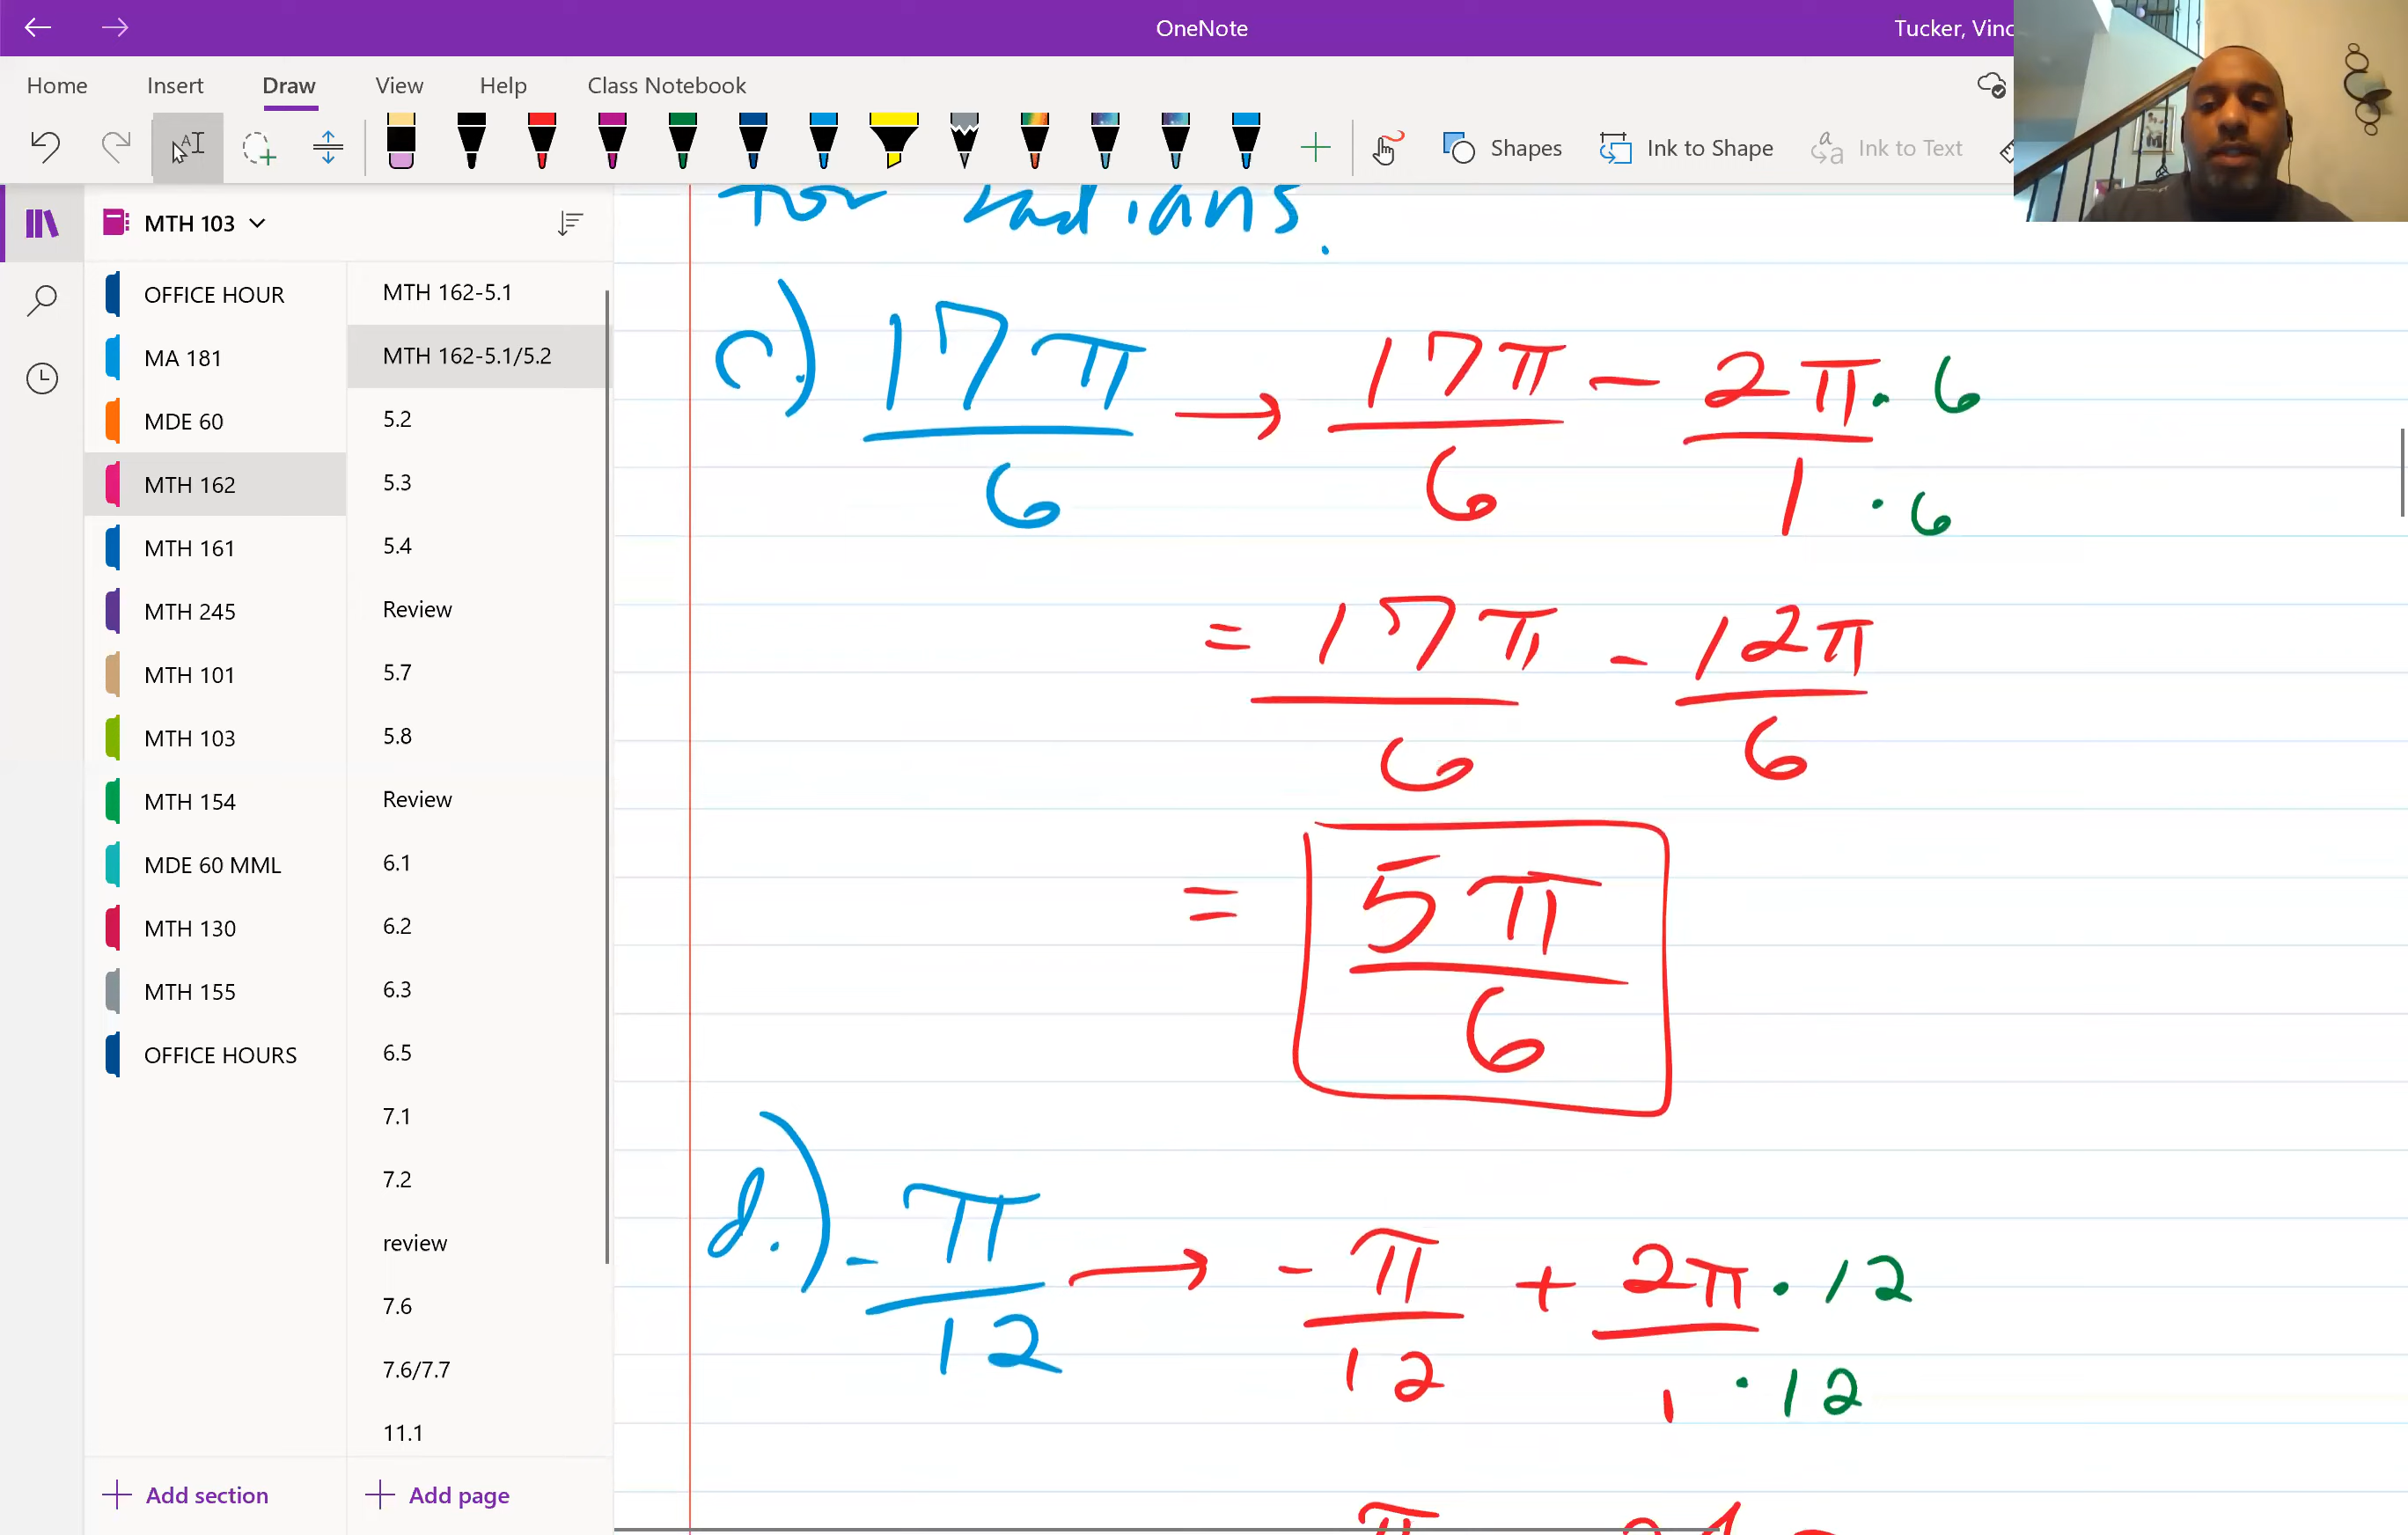 OneNote
Tucker, Vinc
Home Insert Draw View Help Class Notebook
Shapes Ink to Shape Ink to Text
MTH 103
OFFICE HOUR
MA 181
MDE 60
MTH 162
MTH 161
MTH 245
MTH 101
MTH 103
MTH 154
MDE 60 MML
MTH 130
MTH 155
OFFICE HOURS
Add section
MTH 162-5.1
MTH 162-5.1/5.2
5.2
5.3
5.4
Review
5.7
5.8
Review
6.1
6.2
6.3
6.5
7.1
7.2
review
7.6
7.6/7.7
11.1
Add page
for radians.
c.) 17π/6 → 17π/6 - 2π/1 · 6/6
= 17π/6 - 12π/6
= 5π/6
d.) -π/12 → -π/12 + 2π/1 · 12/12